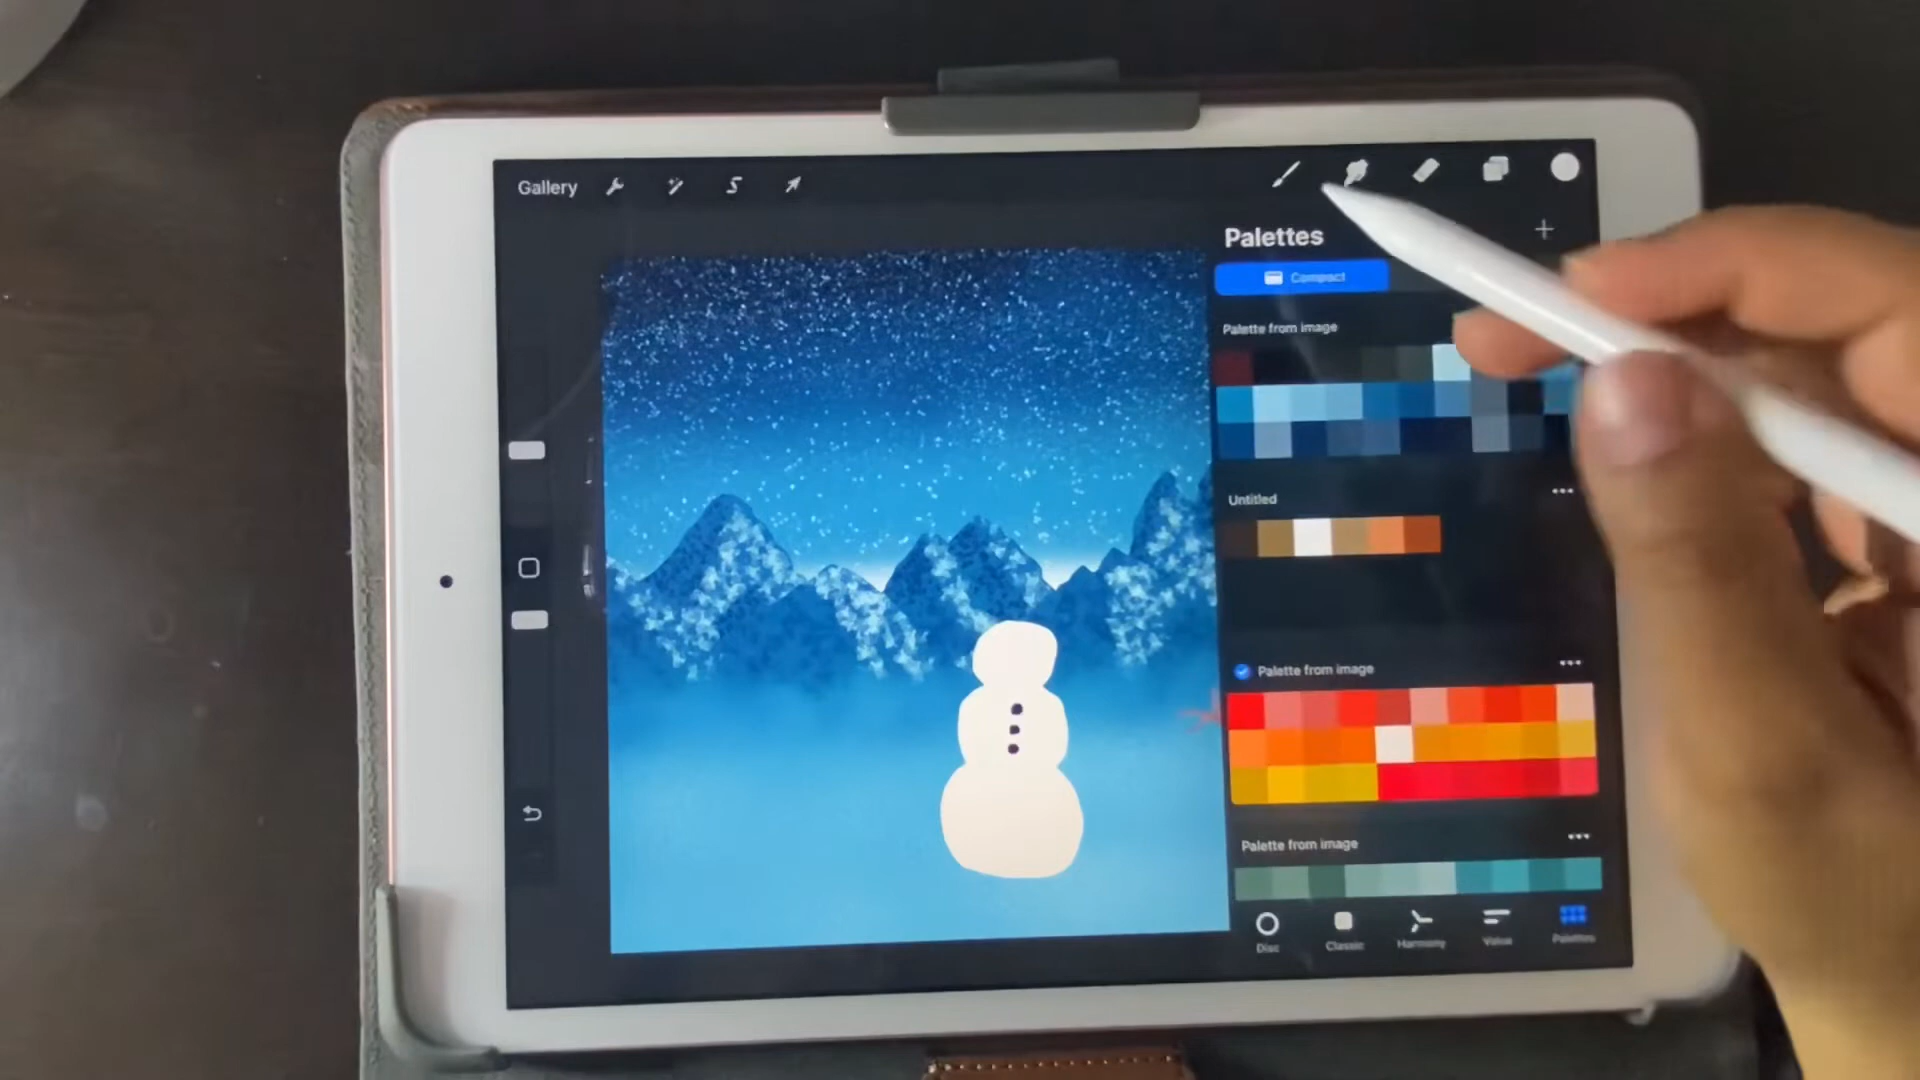 Gallery
Palettes
Compact
Palette from image
Untitled
Palette from image
Palette from image
Disc
Classic
Harmony
Value
Palettes